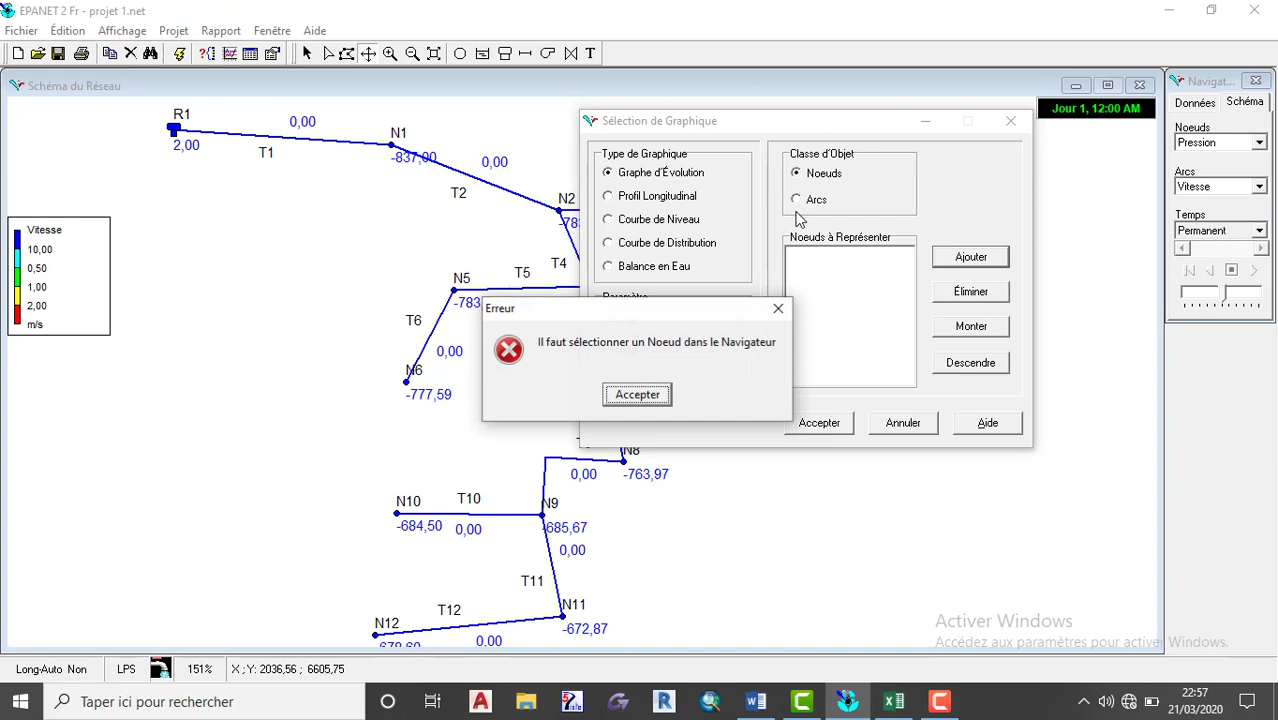 EPANET 2 Fr - projet 1.net
Fichier Édition Affichage Projet Rapport Fenêtre Aide
Schéma du Réseau
Navigat...
Données Schéma
Noeuds
Pression
Arcs
Vitesse
Temps
Permanent
Jour 1, 12:00 AM
R1
2,00
0,00
T1
N1
-837,00
0,00
T2
N2
Vitesse
10,00
0,50
1,00
2,00
m/s
N5
T5
T4
-783
T6
0,00
N6
-777,59
Sélection de Graphique
Type de Graphique
Graphe d'Évolution
Profil Longitudinal
Courbe de Niveau
Courbe de Distribution
Balance en Eau
Paramètre
Classe d'Objet
Noeuds
Arcs
Noeuds à Représenter
Ajouter
Éliminer
Monter
Descendre
Accepter Annuler Aide
Erreur
Il faut sélectionner un Noeud dans le Navigateur
Accepter
N8
0,00
-763,97
N10
T10
N9
-684,50
0,00
-685,67
0,00
T11
N11
-672,87
N12
T12
-678,60
0,00
Activer Windows
Accédez aux paramètres pour activer Windows.
Long-Auto Non LPS 151% X ; Y: 2036,56 ; 6605,75
Taper ici pour rechercher
22:57
21/03/2020